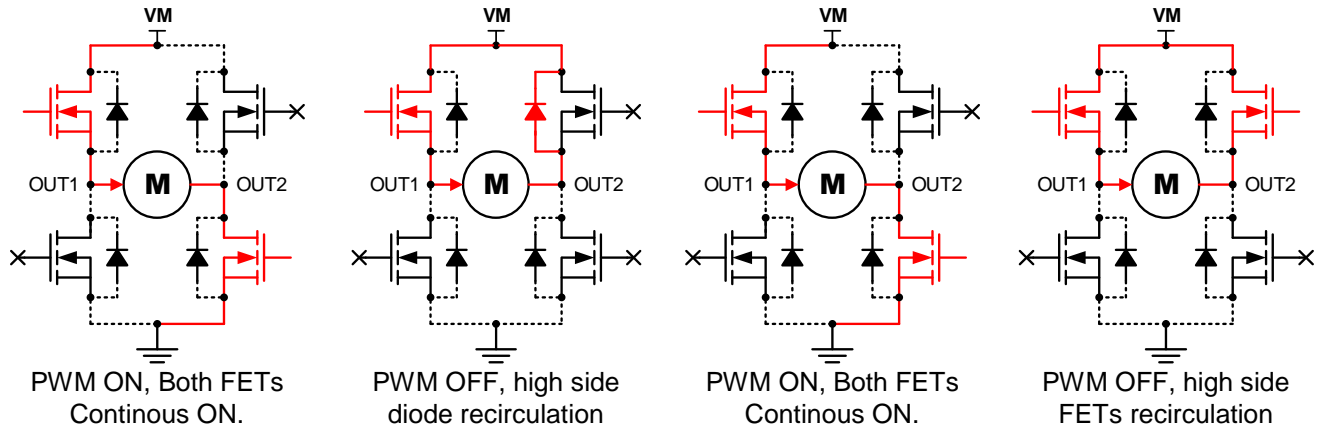 VM VM VM VM
OUT1 M OUT2 OUT1 M OUT2 OUT1 M OUT2 OUT1 M OUT2
PWM ON, Both FETs PWM OFF, high side PWM ON, Both FETs PWM OFF, high side
Continous ON. diode recirculation Continous ON. FETs recirculation